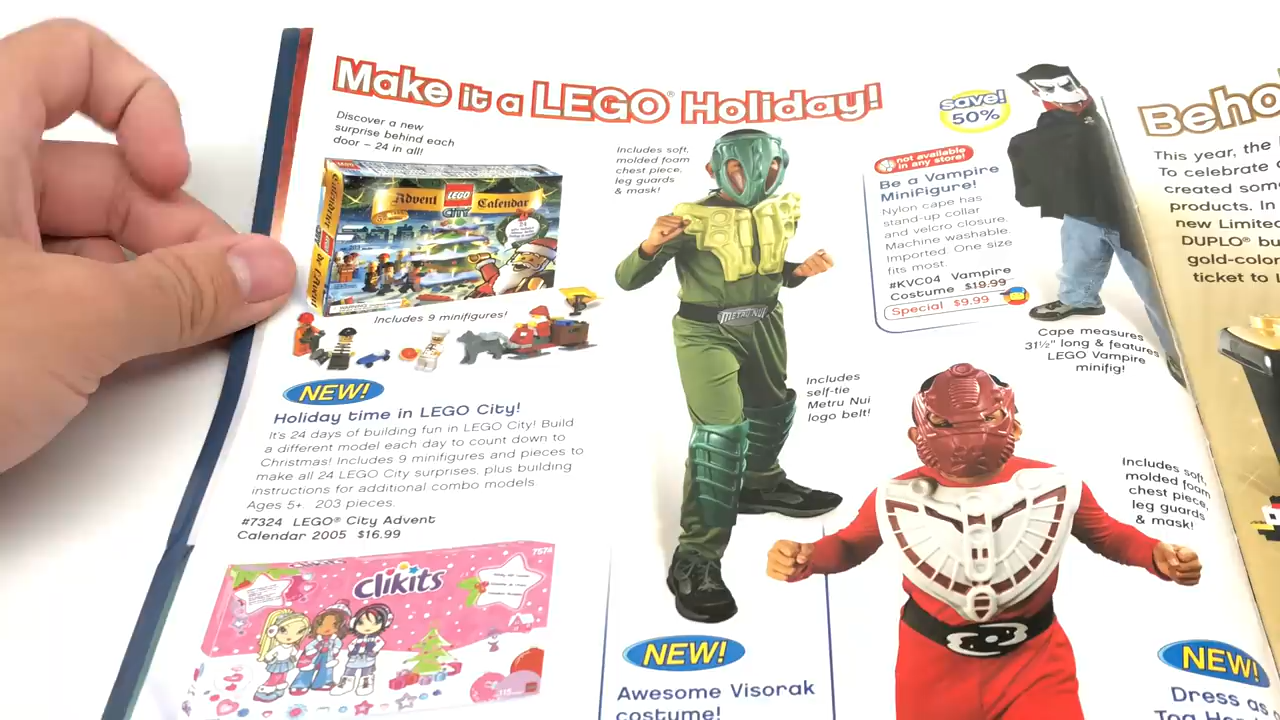 Make it a LEGO® Holiday!
Discover a new
surprise behind each
door – 24 in all!
Advent LEGO CITY Calendar
Includes 9 minifigures!
NEW!
Holiday time in LEGO City!
It's 24 days of building fun in LEGO City! Build
a different model each day to count down to
Christmas! Includes 9 minifigures and pieces to
make all 24 LEGO City surprises, plus building
instructions for additional combo models.
Ages 5+. 203 pieces.
#7324 LEGO® City Advent
Calendar 2005 $16.99
7574
clikits
Includes soft,
molded foam
chest piece,
leg guards
& mask!
METRU NUI
Includes
self-tie
Metru Nui
logo belt!
NEW!
Awesome Visorak
costume!
save!
50%
not available
in any store!
Be a Vampire
Minifigure!
Nylon cape has
stand-up collar
and velcro closure.
Machine washable.
Imported. One size
fits most.
#KVC04 Vampire
Costume $19.99
Special $9.99
Cape measures
31½" long & features
LEGO Vampire
minifig!
Includes soft,
molded foam
chest piece,
leg guards
& mask!
NEW!
Dress as
Beho
This year, the
To celebrate
created som
products. In
new Limite
DUPLO® bu
gold-color
ticket to